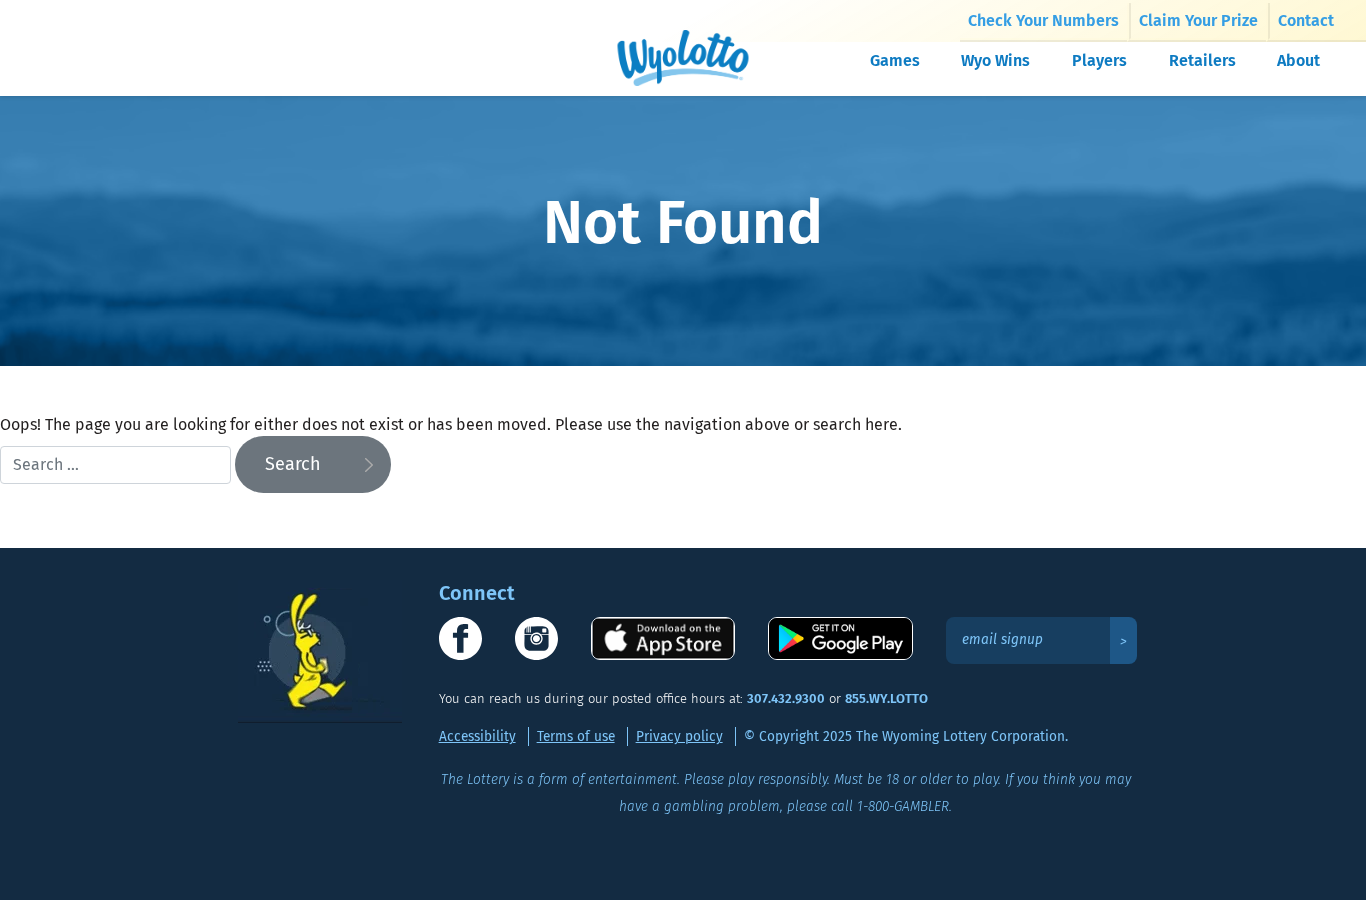 Check Your Numbers
Claim Your Prize
Contact
Wyolotto
Games
Wyo Wins
Players
Retailers
About
Not Found
Oops! The page you are looking for either does not exist or has been moved. Please use the navigation above or search here.
Search ...
Search
Connect
Download on the
App Store
GET IT ON
Google Play
email signup
>
You can reach us during our posted office hours at: 307.432.9300 or 855.WY.LOTTO
Accessibility
Terms of use
Privacy policy
© Copyright 2025 The Wyoming Lottery Corporation.
The Lottery is a form of entertainment. Please play responsibly. Must be 18 or older to play. If you think you may
have a gambling problem, please call 1-800-GAMBLER.